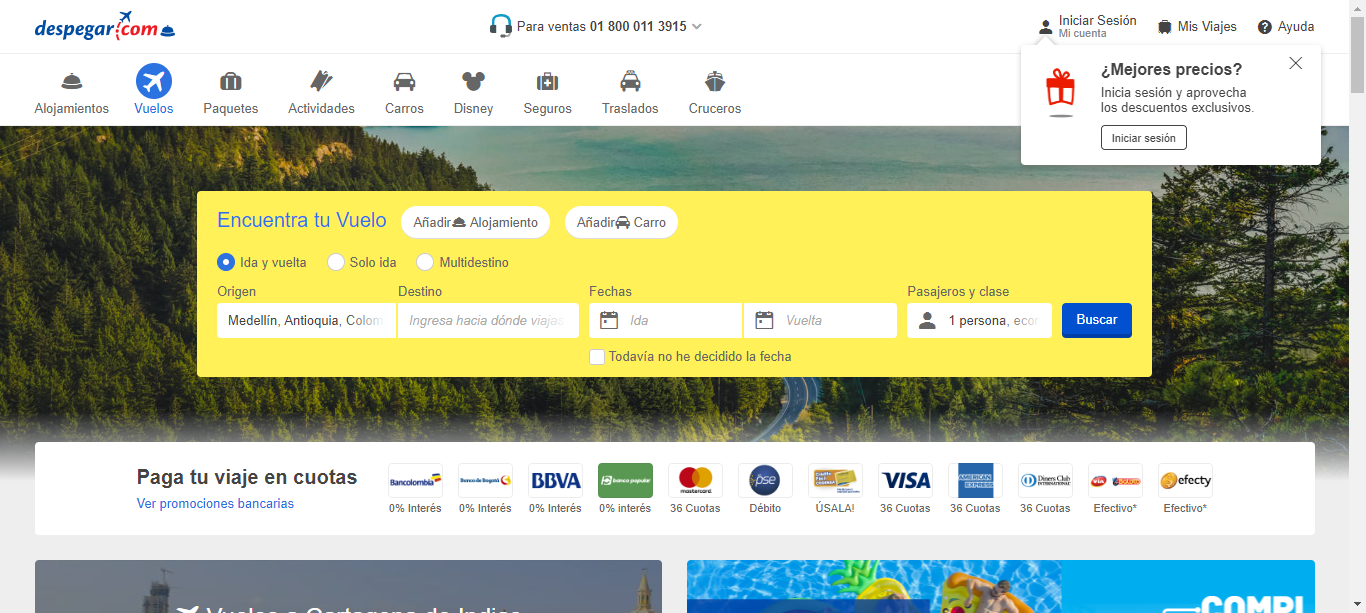 despegar.com
Para ventas 01 800 011 3915
Iniciar Sesión
Mi cuenta
Mis Viajes
Ayuda
Alojamientos
Vuelos
Paquetes
Actividades
Carros
Disney
Seguros
Traslados
Cruceros
¿Mejores precios?
Inicia sesión y aprovecha
los descuentos exclusivos.
Iniciar sesión
Encuentra tu Vuelo
Añadir Alojamiento
Añadir Carro
Ida y vuelta
Solo ida
Multidestino
Origen
Destino
Fechas
Pasajeros y clase
Medellín, Antioquia, Colom
Ingresa hacia dónde viajas
Ida
Vuelta
1 persona, econ
Buscar
Todavía no he decidido la fecha
Paga tu viaje en cuotas
Ver promociones bancarias
Bancolombia
Banco de Bogotá
BBVA
banco popular
mastercard
pse
VISA
AMERICAN EXPRESS
Diners Club
INTERNATIONAL
via
BALOTO
efecty
0% Interés
0% Interés
0% Interés
0% interés
36 Cuotas
Débito
ÚSALA!
36 Cuotas
36 Cuotas
36 Cuotas
Efectivo*
Efectivo*
Vuelos a Cartagena de Indias